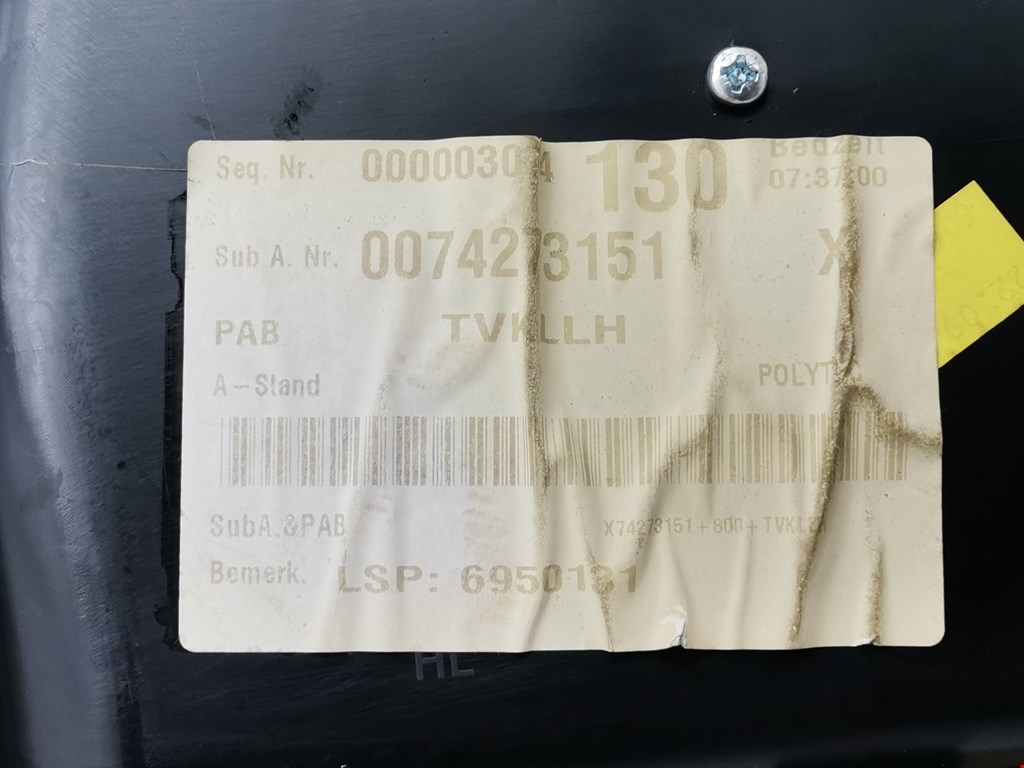 Seq. Nr. 00000304 130 Bedzeit
07:37:00
Sub A. Nr. 0074273151 X
PAB TVKLLH
A-Stand POLYTEC
SubA.&PAB X74273151+800+TVKLLH
Bemerk. LSP: 6950131
HL